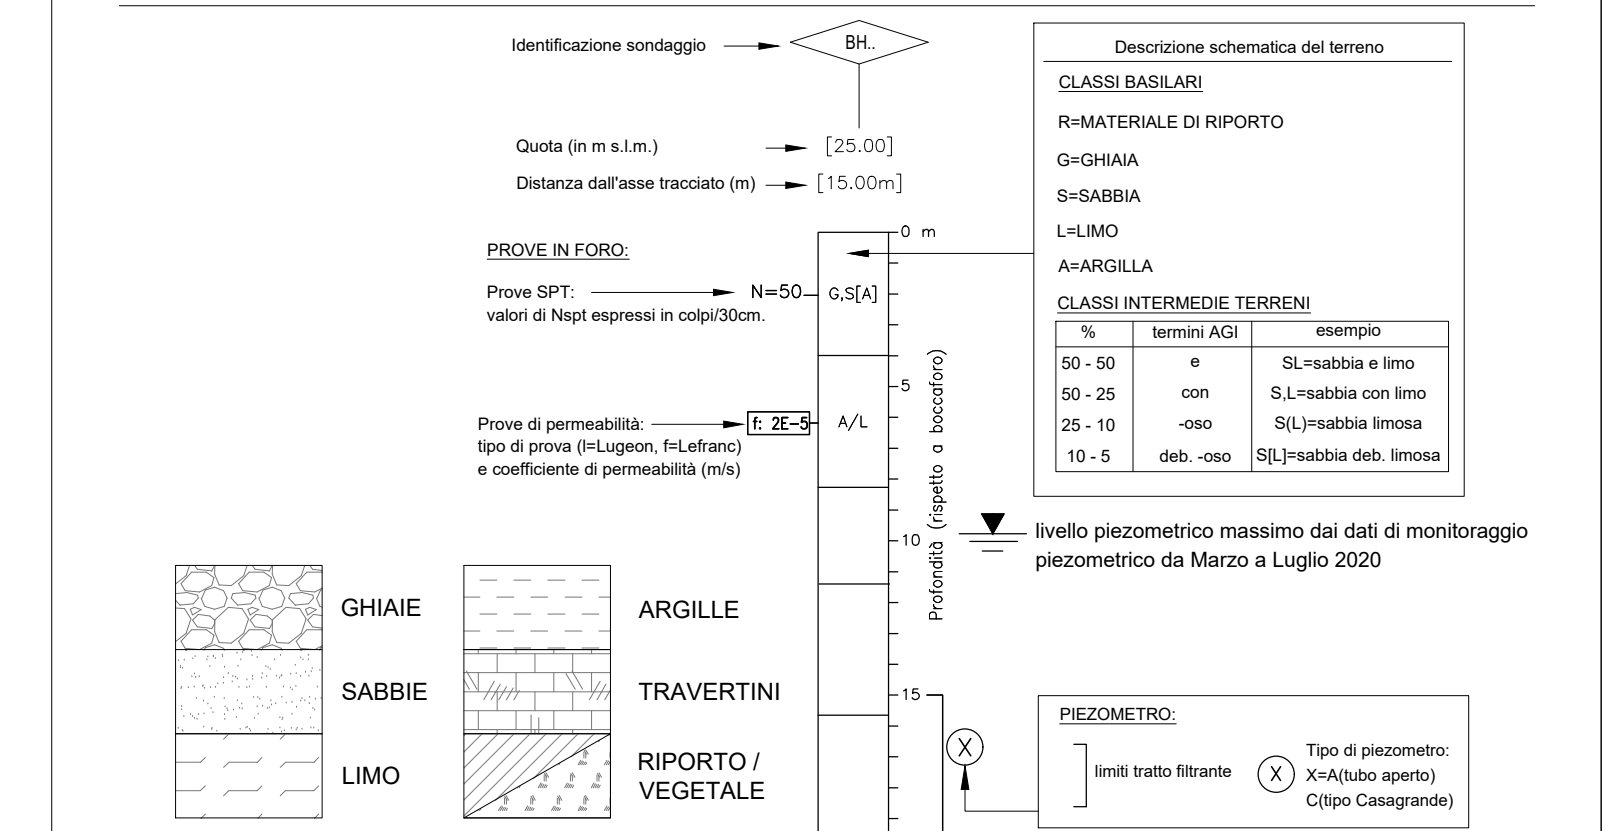 Identificazione sondaggio
BH..
Quota (in m s.l.m.)
[25.00]
Distanza dall'asse tracciato (m)
[15.00m]
PROVE IN FORO:
Prove SPT:
valori di Nspt espressi in colpi/30cm.
N=50
G,S[A]
Prove di permeabilità:
tipo di prova (l=Lugeon, f=Lefranc)
e coefficiente di permeabilità (m/s)
f: 2E-5
A/L
0 m
5
10
15
Profondità (rispetto a boccaforo)
Descrizione schematica del terreno
CLASSI BASILARI
R=MATERIALE DI RIPORTO
G=GHIAIA
S=SABBIA
L=LIMO
A=ARGILLA
CLASSI INTERMEDIE TERRENI
% termini AGI esempio
50 - 50 e SL=sabbia e limo
50 - 25 con S,L=sabbia con limo
25 - 10 -oso S(L)=sabbia limosa
10 - 5 deb. -oso S[L]=sabbia deb. limosa
livello piezometrico massimo dai dati di monitoraggio
piezometrico da Marzo a Luglio 2020
GHIAIE
SABBIE
LIMO
ARGILLE
TRAVERTINI
RIPORTO /
VEGETALE
X
PIEZOMETRO:
limiti tratto filtrante
X
Tipo di piezometro:
X=A(tubo aperto)
C(tipo Casagrande)